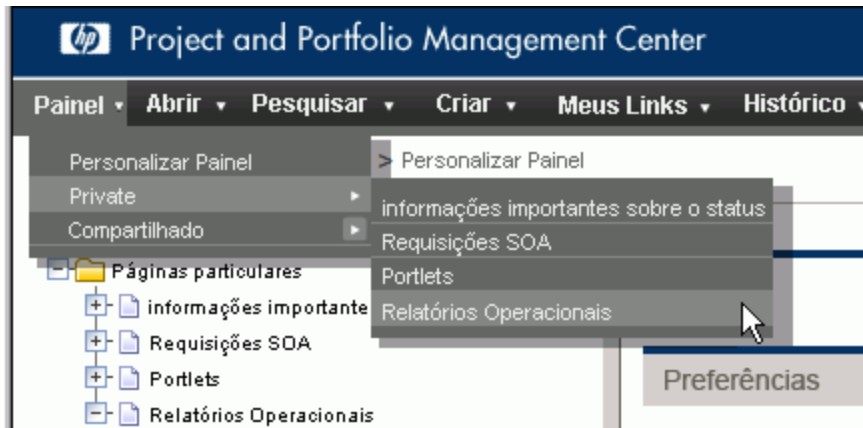 hp Project and Portfolio Management Center
Painel Abrir Pesquisar Criar Meus Links Histórico
Personalizar Painel > Personalizar Painel
Private
informações importantes sobre o status
Compartilhado
Requisições SOA
Páginas particulares
Portlets
informações importante
Relatórios Operacionais
Requisições SOA
Portlets
Preferências
Relatórios Operacionais